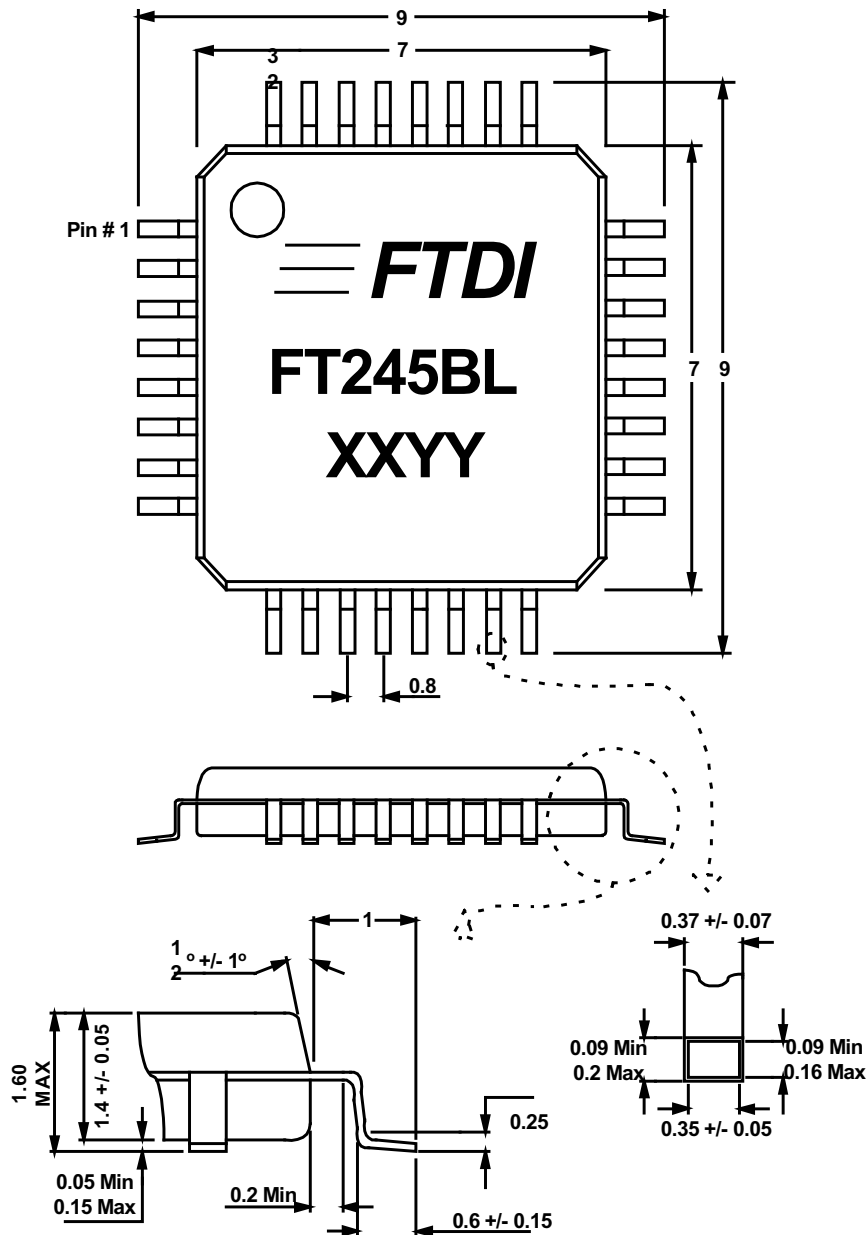 9
7
3
2
Pin # 1
FTDI
FT245BL
XXYY
7
9
0.8
1
0.37 +/- 0.07
1
2
º +/- 1º
1.60
MAX
1.4 +/- 0.05
0.09 Min
0.2 Max
0.09 Min
0.16 Max
0.25
0.35 +/- 0.05
0.05 Min
0.15 Max
0.2 Min
0.6 +/- 0.15